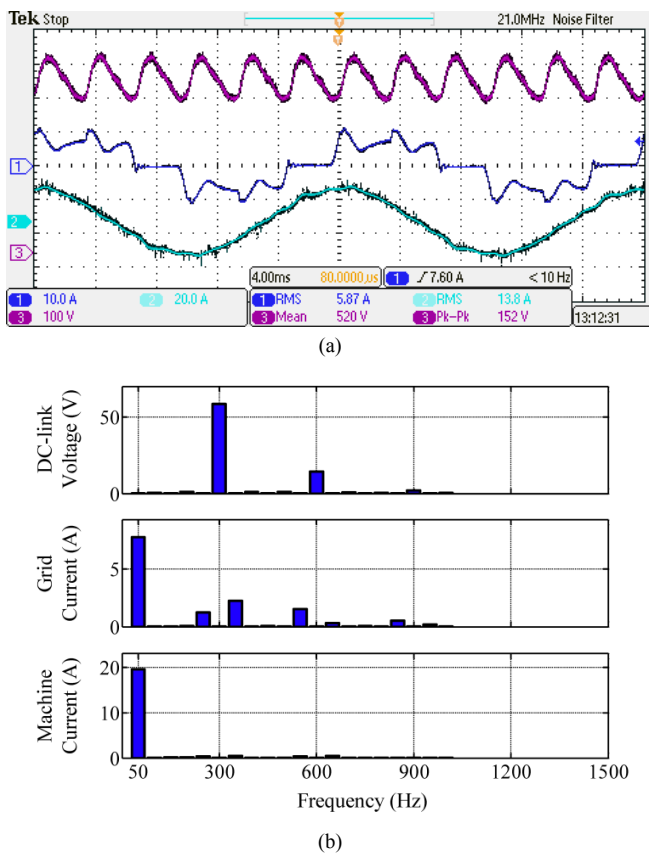 Tek Stop 21.0MHz Noise Filter
T
T
1
2
3
4.00ms 80.0000µs 1 7.60 A < 10 Hz
1 10.0 A 2 20.0 A 1 RMS 5.87 A 2 RMS 13.8 A
3 100 V 3 Mean 520 V 3 Pk-Pk 152 V 13:12:31
(a)
DC-link
Voltage (V)
50
0
Grid
Current (A)
5
0
Machine
Current (A)
20
10
0
50 300 600 900 1200 1500
Frequency (Hz)
(b)